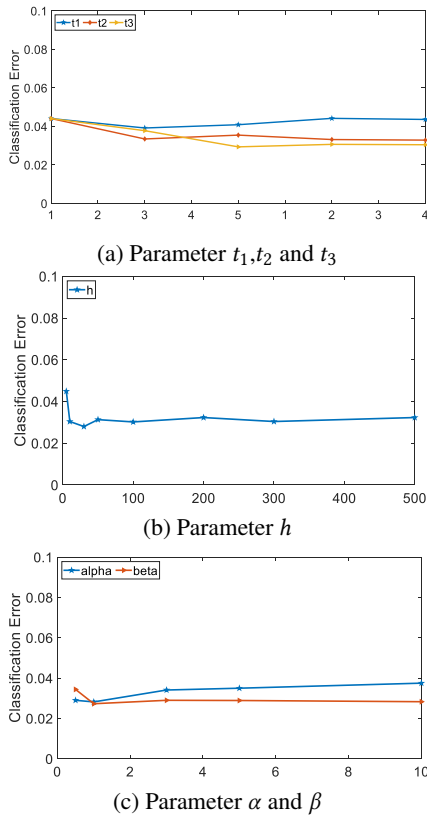 0.1
t1 t2 t3
0.08
0.06
0.04
0.02
0
Classification Error
1 2 3 4 5 1 2 3 4
(a) Parameter t₁,t₂ and t₃
0.1
h
0.08
0.06
0.04
0.02
0
Classification Error
0 100 200 300 400 500
(b) Parameter h
0.1
alpha beta
0.08
0.06
0.04
0.02
0
Classification Error
0 2 4 6 8 10
(c) Parameter α and β